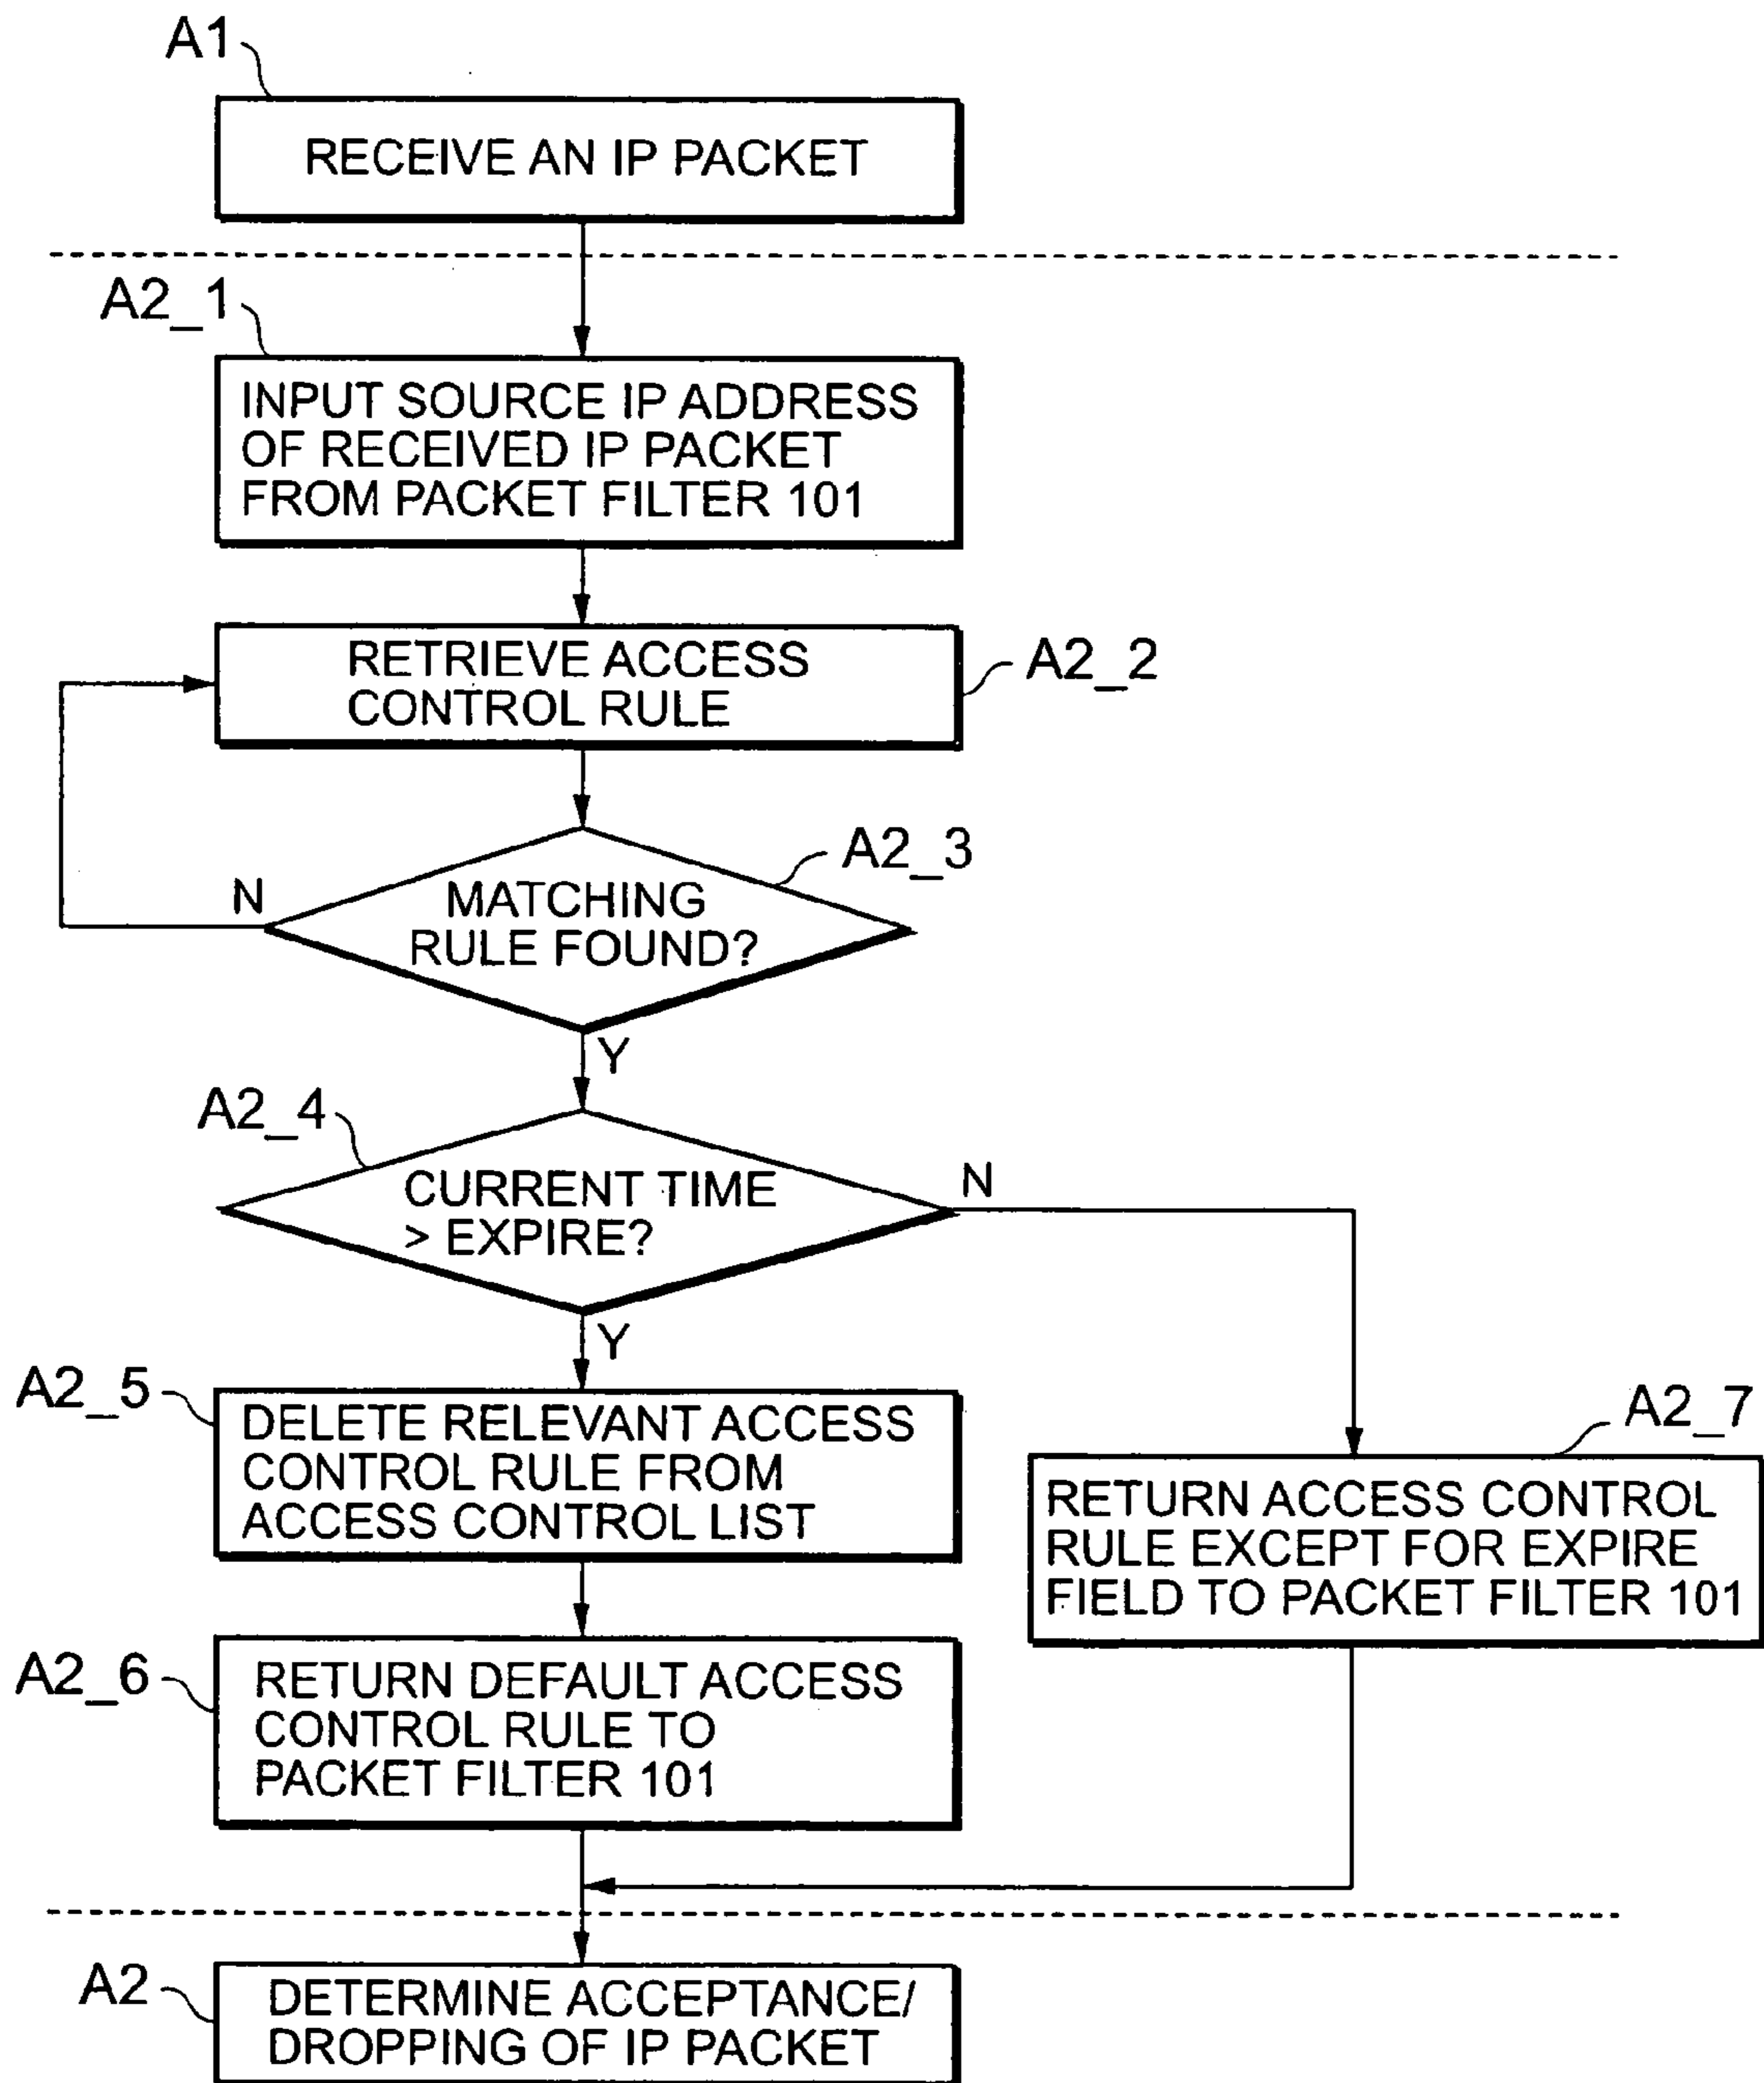 A1
RECEIVE AN IP PACKET
A2_1
INPUT SOURCE IP ADDRESS
OF RECEIVED IP PACKET
FROM PACKET FILTER 101
RETRIEVE ACCESS
CONTROL RULE
A2_2
A2_3
MATCHING
RULE FOUND?
N
Y
A2_4
CURRENT TIME
> EXPIRE?
N
Y
A2_5
DELETE RELEVANT ACCESS
CONTROL RULE FROM
ACCESS CONTROL LIST
A2_7
RETURN ACCESS CONTROL
RULE EXCEPT FOR EXPIRE
FIELD TO PACKET FILTER 101
A2_6
RETURN DEFAULT ACCESS
CONTROL RULE TO
PACKET FILTER 101
A2
DETERMINE ACCEPTANCE/
DROPPING OF IP PACKET